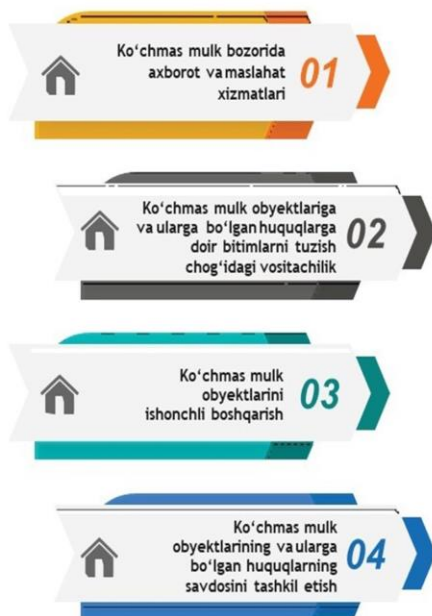 Ko‘chmas mulk bozorida
axborot va maslahat
xizmatlari
01
Ko‘chmas mulk obyektlariga
va ularga bo‘lgan huquqlarga
doir bitimlarni tuzish
chog‘idagi vositachilik
02
Ko‘chmas mulk
obyektlarini
ishonchli boshqarish
03
Ko‘chmas mulk
obyektlarining va ularga
bo‘lgan huquqlarning
savdosini tashkil etish
04